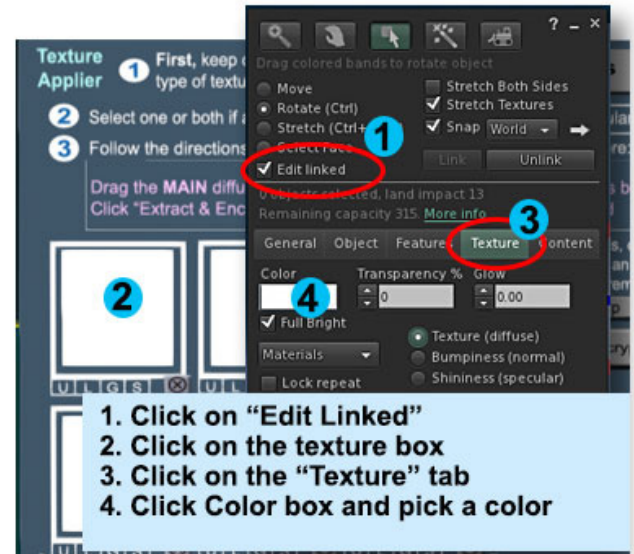 ? _ ×
Drag colored bands to rotate object
Texture
Applier
1 First, keep
type of textu
Move
Rotate (Ctrl)
Stretch (Ctrl+
Select Face
Edit linked
Stretch Both Sides
Stretch Textures
Snap World
Link Unlink
1
2 Select one or both if a
3 Follow the directions
Drag the MAIN diffu
Click "Extract & Enc
0 objects selected, land impact 13
Remaining capacity 315. More info
3
General Object Features Texture Content
Color Transparency % Glow
2
4
0 0.00
Full Bright
Materials
Texture (diffuse)
Bumpiness (normal)
Shininess (specular)
Lock repeat
U L G S U L
1. Click on “Edit Linked”
2. Click on the texture box
3. Click on the “Texture” tab
4. Click Color box and pick a color